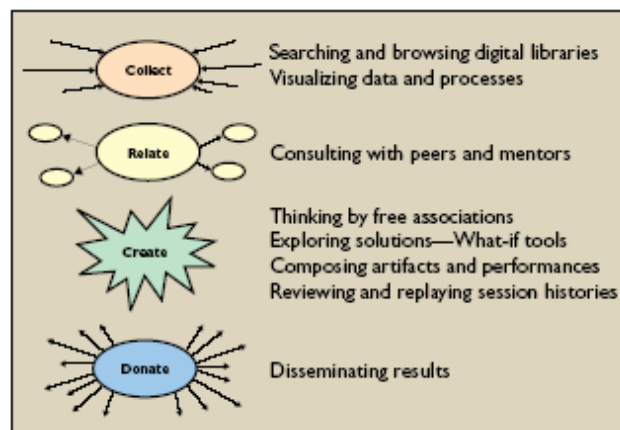 Collect
Searching and browsing digital libraries
Visualizing data and processes
Relate
Consulting with peers and mentors
Create
Thinking by free associations
Exploring solutions—What-if tools
Composing artifacts and performances
Reviewing and replaying session histories
Donate
Disseminating results